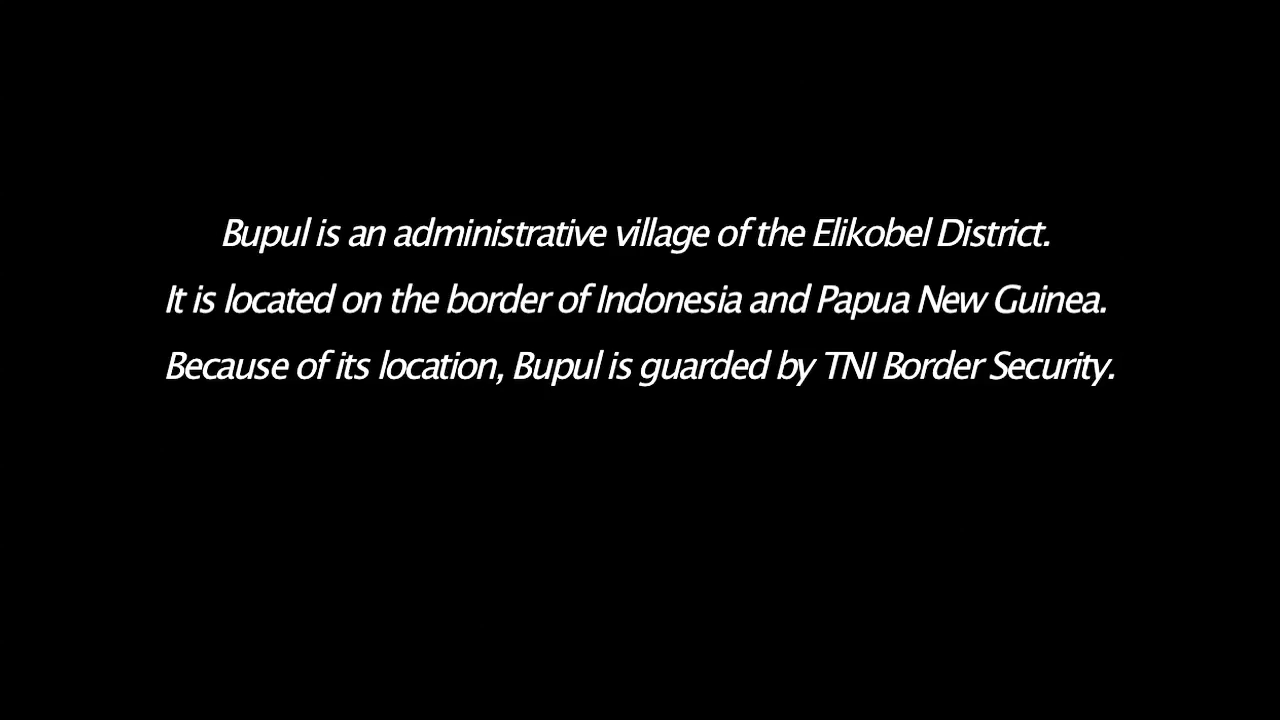 Bupul is an administrative village of the Elikobel District.
It is located on the border of Indonesia and Papua New Guinea.
Because of its location, Bupul is guarded by TNI Border Security.